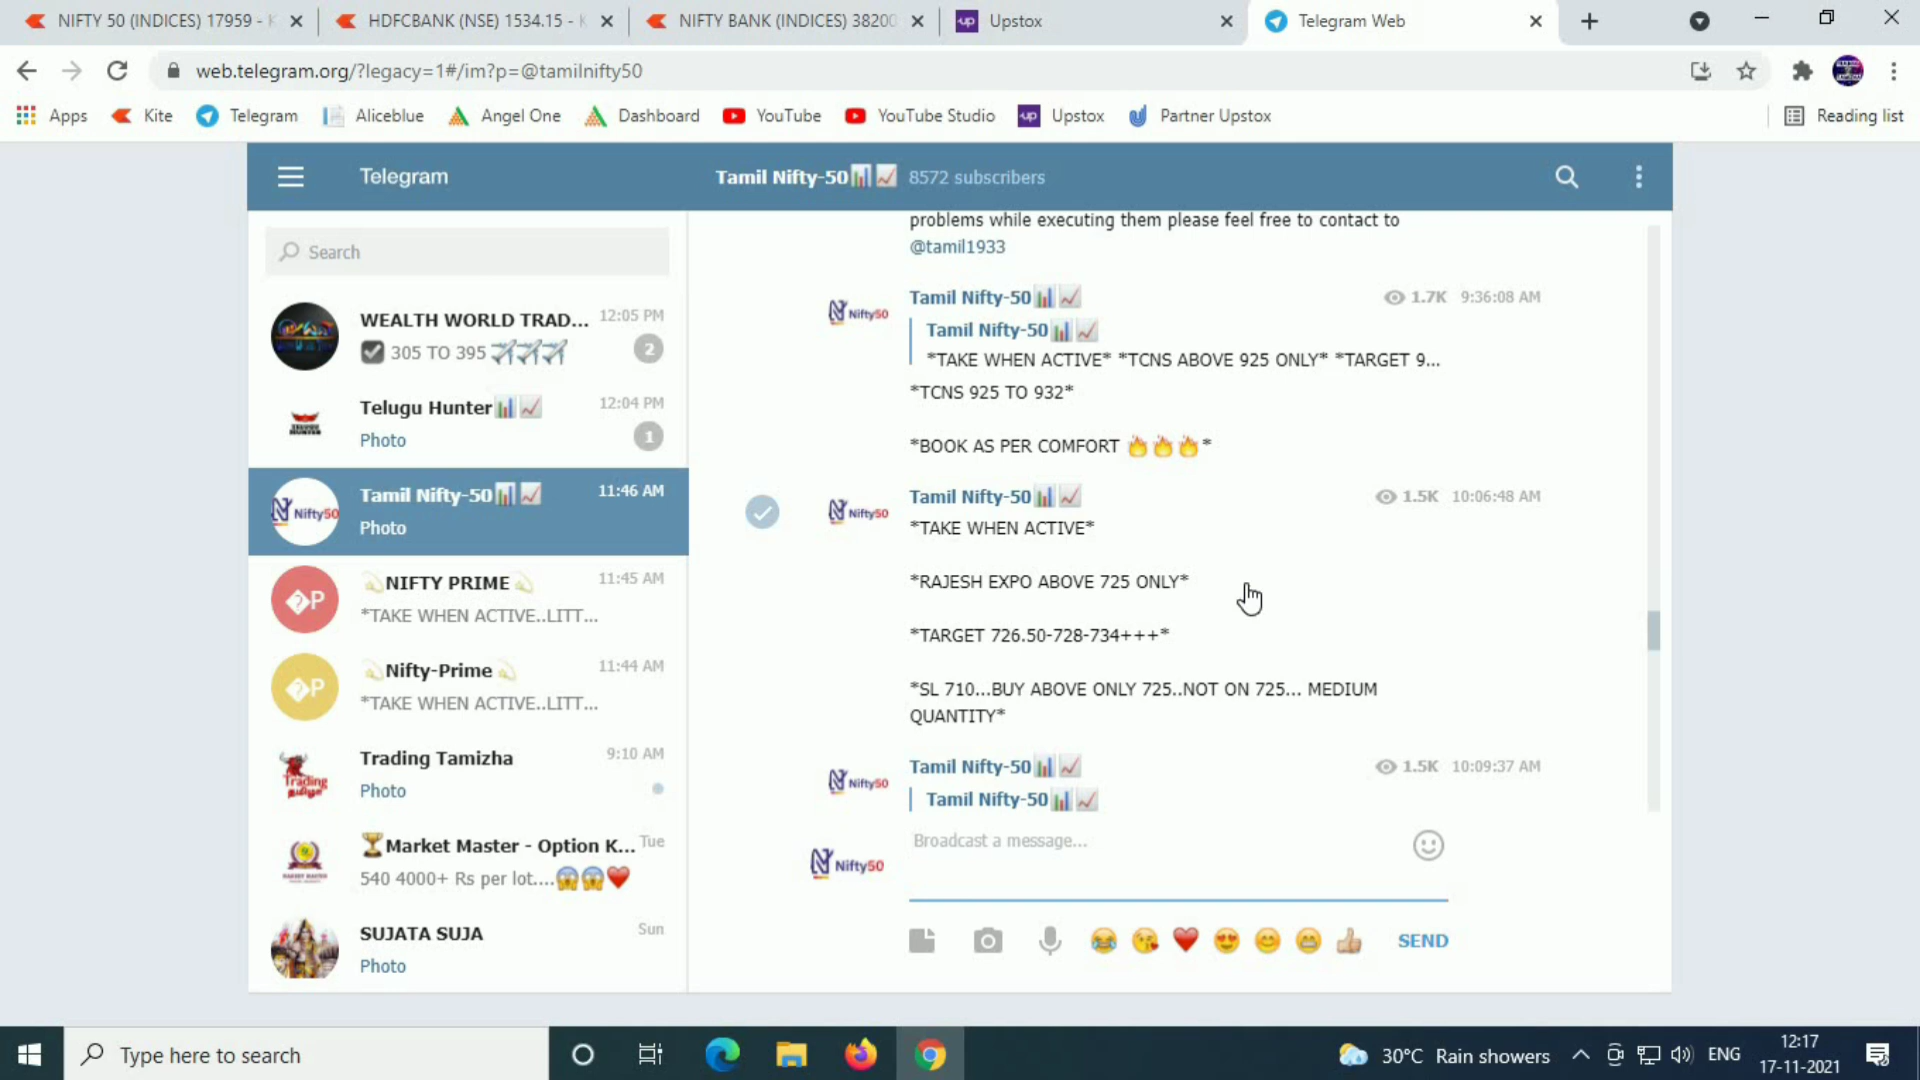 NIFTY 50 (INDICES) 17959 - K
HDFCBANK (NSE) 1534.15 - K
NIFTY BANK (INDICES) 38200
up Upstox
Telegram Web
web.telegram.org/?legacy=1#/im?p=@tamilnifty50
Apps
Kite
Telegram
Aliceblue
Angel One
Dashboard
YouTube
YouTube Studio
up Upstox
Partner Upstox
Reading list
Telegram
Tamil Nifty-50📊📈 8572 subscribers
Search
WEALTH WORLD TRAD... 12:05 PM
☑ 305 TO 395 ✈✈✈ 2
Telugu Hunter📊📈 12:04 PM
Photo 1
Nifty50
Tamil Nifty-50📊📈 11:46 AM
Photo
�P
💫NIFTY PRIME💫 11:45 AM
*TAKE WHEN ACTIVE..LITT...
�P
💫Nifty-Prime💫 11:44 AM
*TAKE WHEN ACTIVE..LITT...
Trading
Trading Tamizha 9:10 AM
Photo
⏳Market Master - Option K... Tue
540 4000+ Rs per lot....😱😱❤
SUJATA SUJA Sun
Photo
problems while executing them please feel free to contact to
@tamil1933
Nifty50 Tamil Nifty-50📊📈 1.7K 9:36:08 AM
Tamil Nifty-50📊📈
*TAKE WHEN ACTIVE* *TCNS ABOVE 925 ONLY* *TARGET 9...
*TCNS 925 TO 932*
*BOOK AS PER COMFORT 🔥🔥🔥*
Nifty50 Tamil Nifty-50📊📈 1.5K 10:06:48 AM
*TAKE WHEN ACTIVE*
*RAJESH EXPO ABOVE 725 ONLY*
*TARGET 726.50-728-734+++*
*SL 710...BUY ABOVE ONLY 725..NOT ON 725... MEDIUM
QUANTITY*
Nifty50 Tamil Nifty-50📊📈 1.5K 10:09:37 AM
Tamil Nifty-50📊📈
Broadcast a message...
Nifty50
😂😘❤😍😊😁👍 SEND
Type here to search
30°C Rain showers
ENG
12:17
17-11-2021